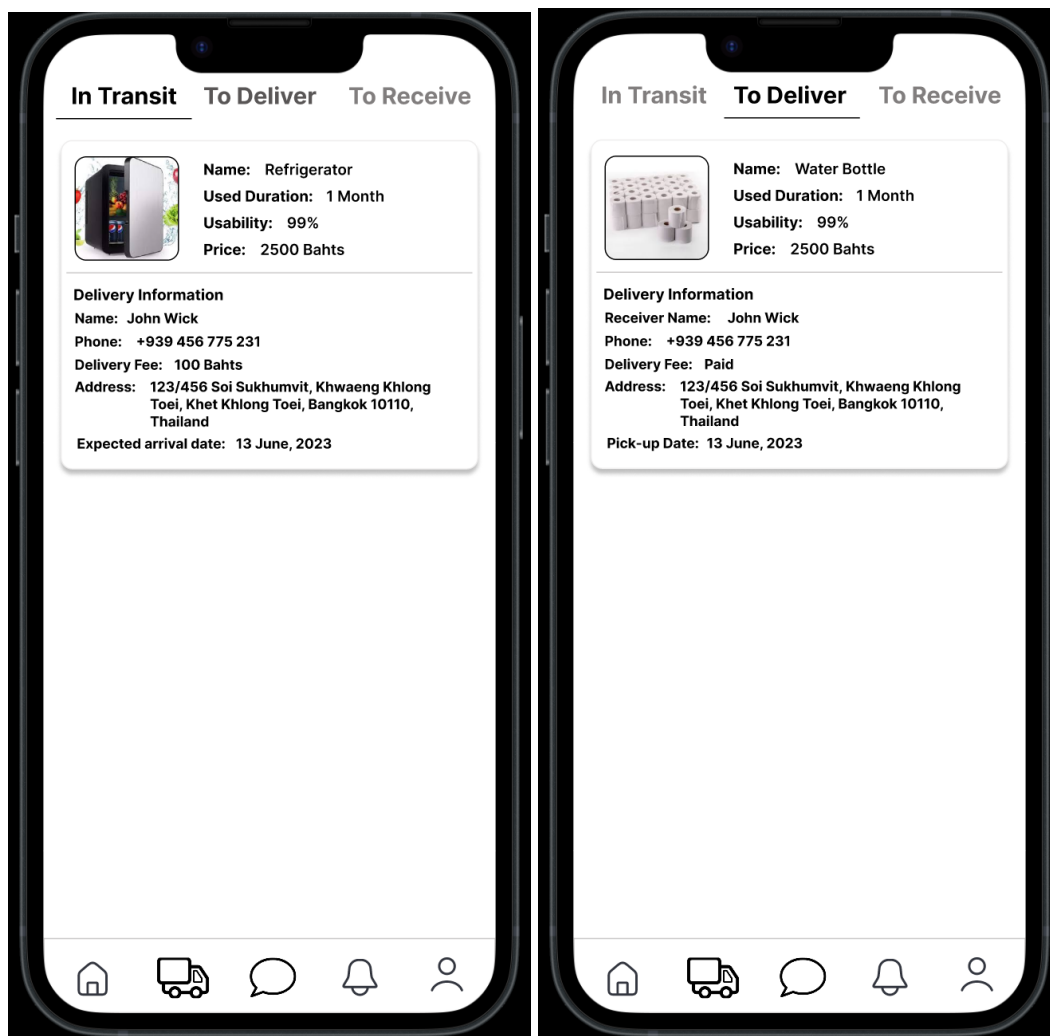 In Transit To Deliver To Receive
Name: Refrigerator
Used Duration: 1 Month
Usability: 99%
Price: 2500 Bahts
Delivery Information
Name: John Wick
Phone: +939 456 775 231
Delivery Fee: 100 Bahts
Address: 123/456 Soi Sukhumvit, Khwaeng Khlong
Toei, Khet Khlong Toei, Bangkok 10110,
Thailand
Expected arrival date: 13 June, 2023
In Transit To Deliver To Receive
Name: Water Bottle
Used Duration: 1 Month
Usability: 99%
Price: 2500 Bahts
Delivery Information
Receiver Name: John Wick
Phone: +939 456 775 231
Delivery Fee: Paid
Address: 123/456 Soi Sukhumvit, Khwaeng Khlong
Toei, Khet Khlong Toei, Bangkok 10110,
Thailand
Pick-up Date: 13 June, 2023